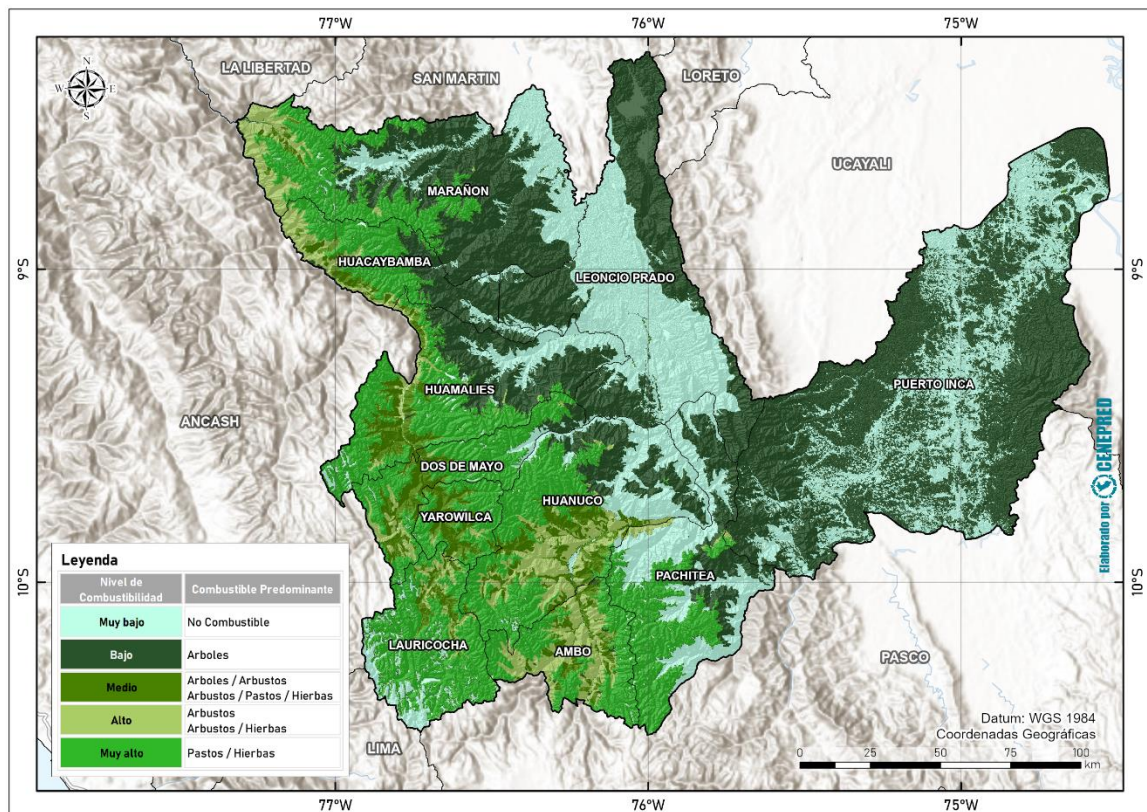 77°W
76°W
75°W
N
W
E
S
LA LIBERTAD
SAN MARTIN
LORETO
UCAYALI
MARAÑON
HUACAYBAMBA
9°S
LEONCIO PRADO
9°S
HUAMALIES
PUERTO INCA
ANCASH
DOS DE MAYO
YAROWILCA
HUANUCO
Elaborado por CENEPRED
PACHITEA
10°S
10°S
LAURICOCHA
AMBO
PASCO
LIMA
Leyenda
Nivel de Combustibilidad
Combustible Predominante
Muy bajo
No Combustible
Bajo
Arboles
Medio
Arboles / Arbustos
Arbustos / Pastos / Hierbas
Alto
Arbustos
Arbustos / Hierbas
Muy alto
Pastos / Hierbas
Datum: WGS 1984
Coordenadas Geográficas
0 25 50 75 100
km
77°W
76°W
75°W